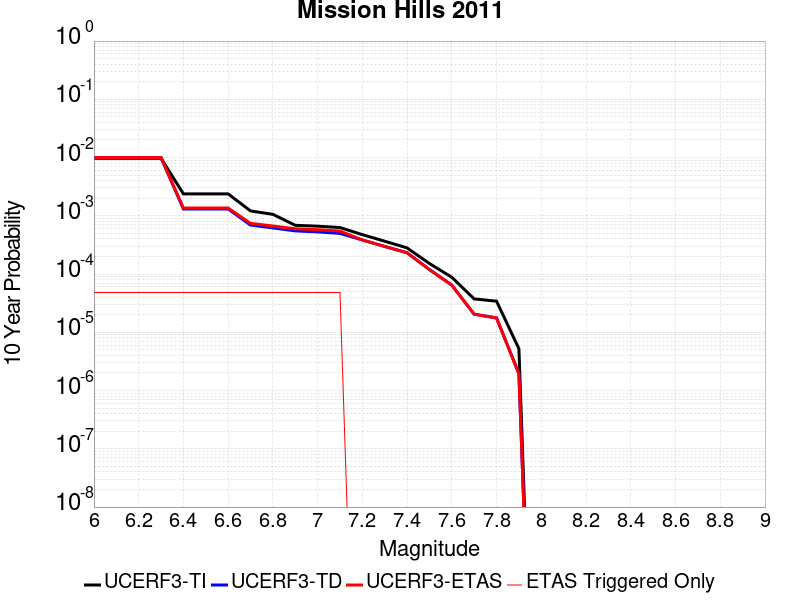 Mission Hills 2011
10^0
10^-1
10^-2
10^-3
10^-4
10^-5
10^-6
10^-7
10^-8
10 Year Probability
6 6.2 6.4 6.6 6.8 7 7.2 7.4 7.6 7.8 8 8.2 8.4 8.6 8.8 9
Magnitude
UCERF3-TI UCERF3-TD UCERF3-ETAS ETAS Triggered Only